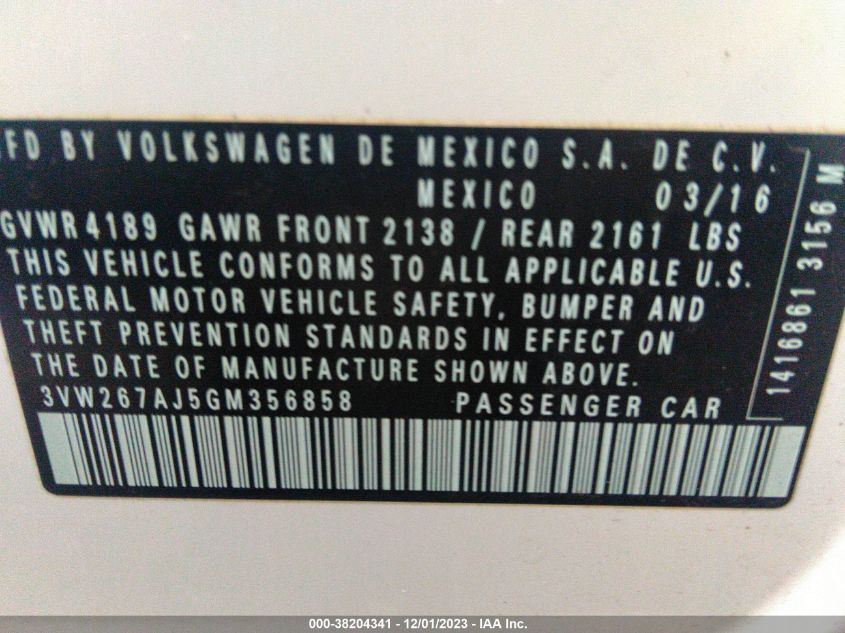 MFD BY VOLKSWAGEN DE MEXICO S.A. DE C.V.
MEXICO 03/16
GVWR 4189 GAWR FRONT 2138 / REAR 2161 LBS
THIS VEHICLE CONFORMS TO ALL APPLICABLE U.S.
FEDERAL MOTOR VEHICLE SAFETY, BUMPER AND
THEFT PREVENTION STANDARDS IN EFFECT ON
THE DATE OF MANUFACTURE SHOWN ABOVE.
3VW267AJ5GM356858 PASSENGER CAR
1416861 3156 M
000-38204341 - 12/01/2023 - IAA Inc.